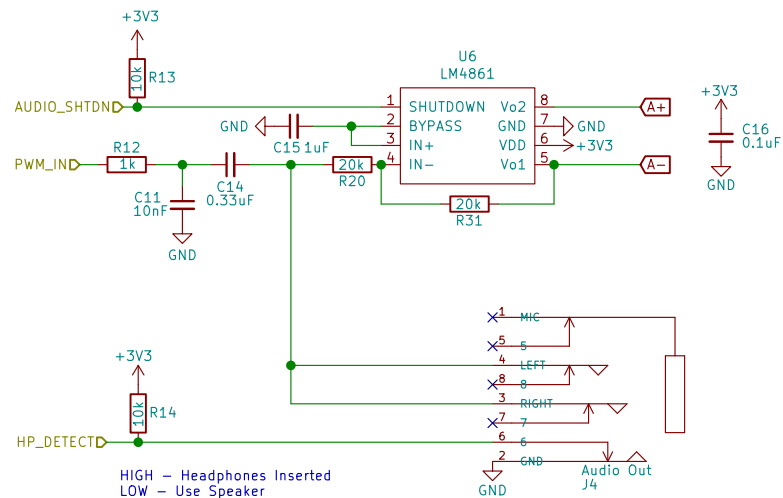 +3V3
10k R13
AUDIO_SHTDN
U6
LM4861
1 SHUTDOWN Vo2 8
2 BYPASS GND 7
3 IN+ VDD 6
4 IN- Vo1 5
GND
C15 1uF
GND
+3V3
A+
A-
+3V3
C16
0.1uF
GND
PWM_IN
R12
1k
C11
10nF
GND
C14
0.33uF
20k
R20
20k
R31
1 MIC
5 5
4 LEFT
8 8
3 RIGHT
7 7
6 6
2 GND
GND
Audio Out
J4
+3V3
10k R14
HP_DETECT
HIGH – Headphones Inserted
LOW – Use Speaker